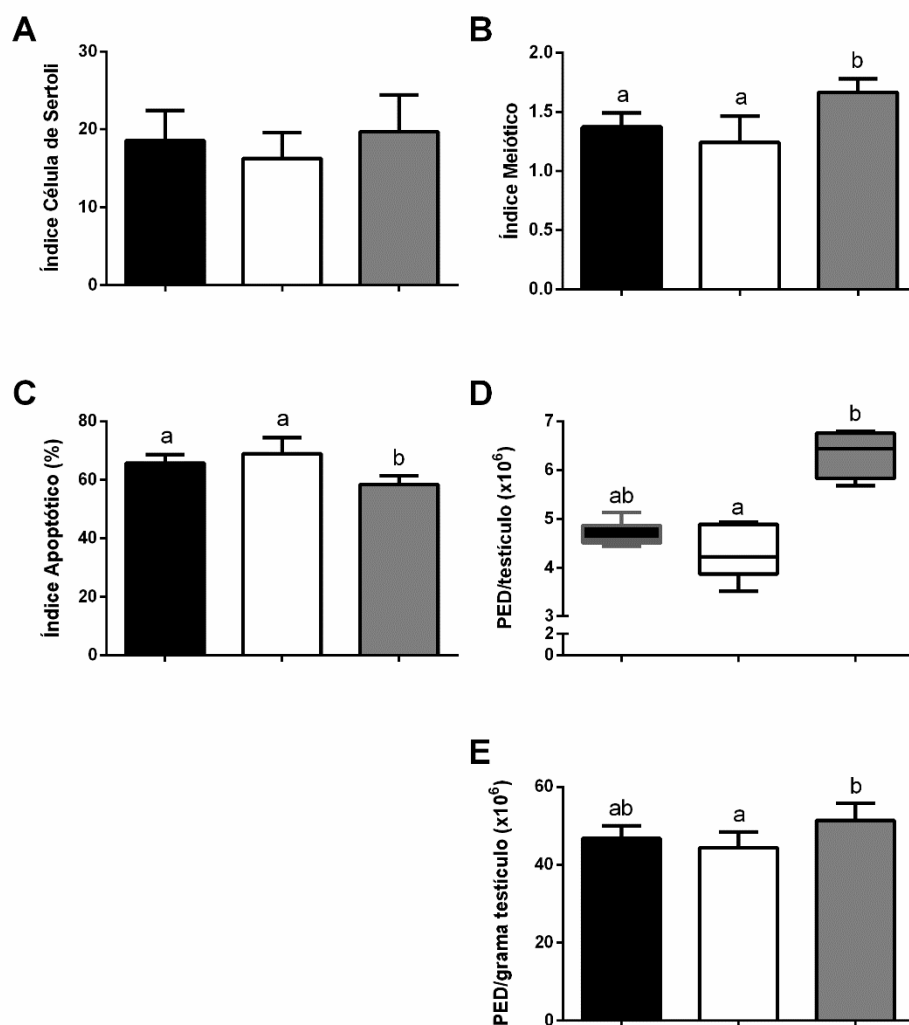 A
Índice Célula de Sertoli
30
20
10
0
B
Índice Meiótico
2.0
1.5
1.0
0.5
0.0
a
a
b
C
Índice Apoptótico (%)
80
60
40
20
0
a
a
b
D
PED/testículo (x10⁶)
7
6
5
4
3
2
0
ab
a
b
E
PED/grama testículo (x10⁶)
60
40
20
0
ab
a
b